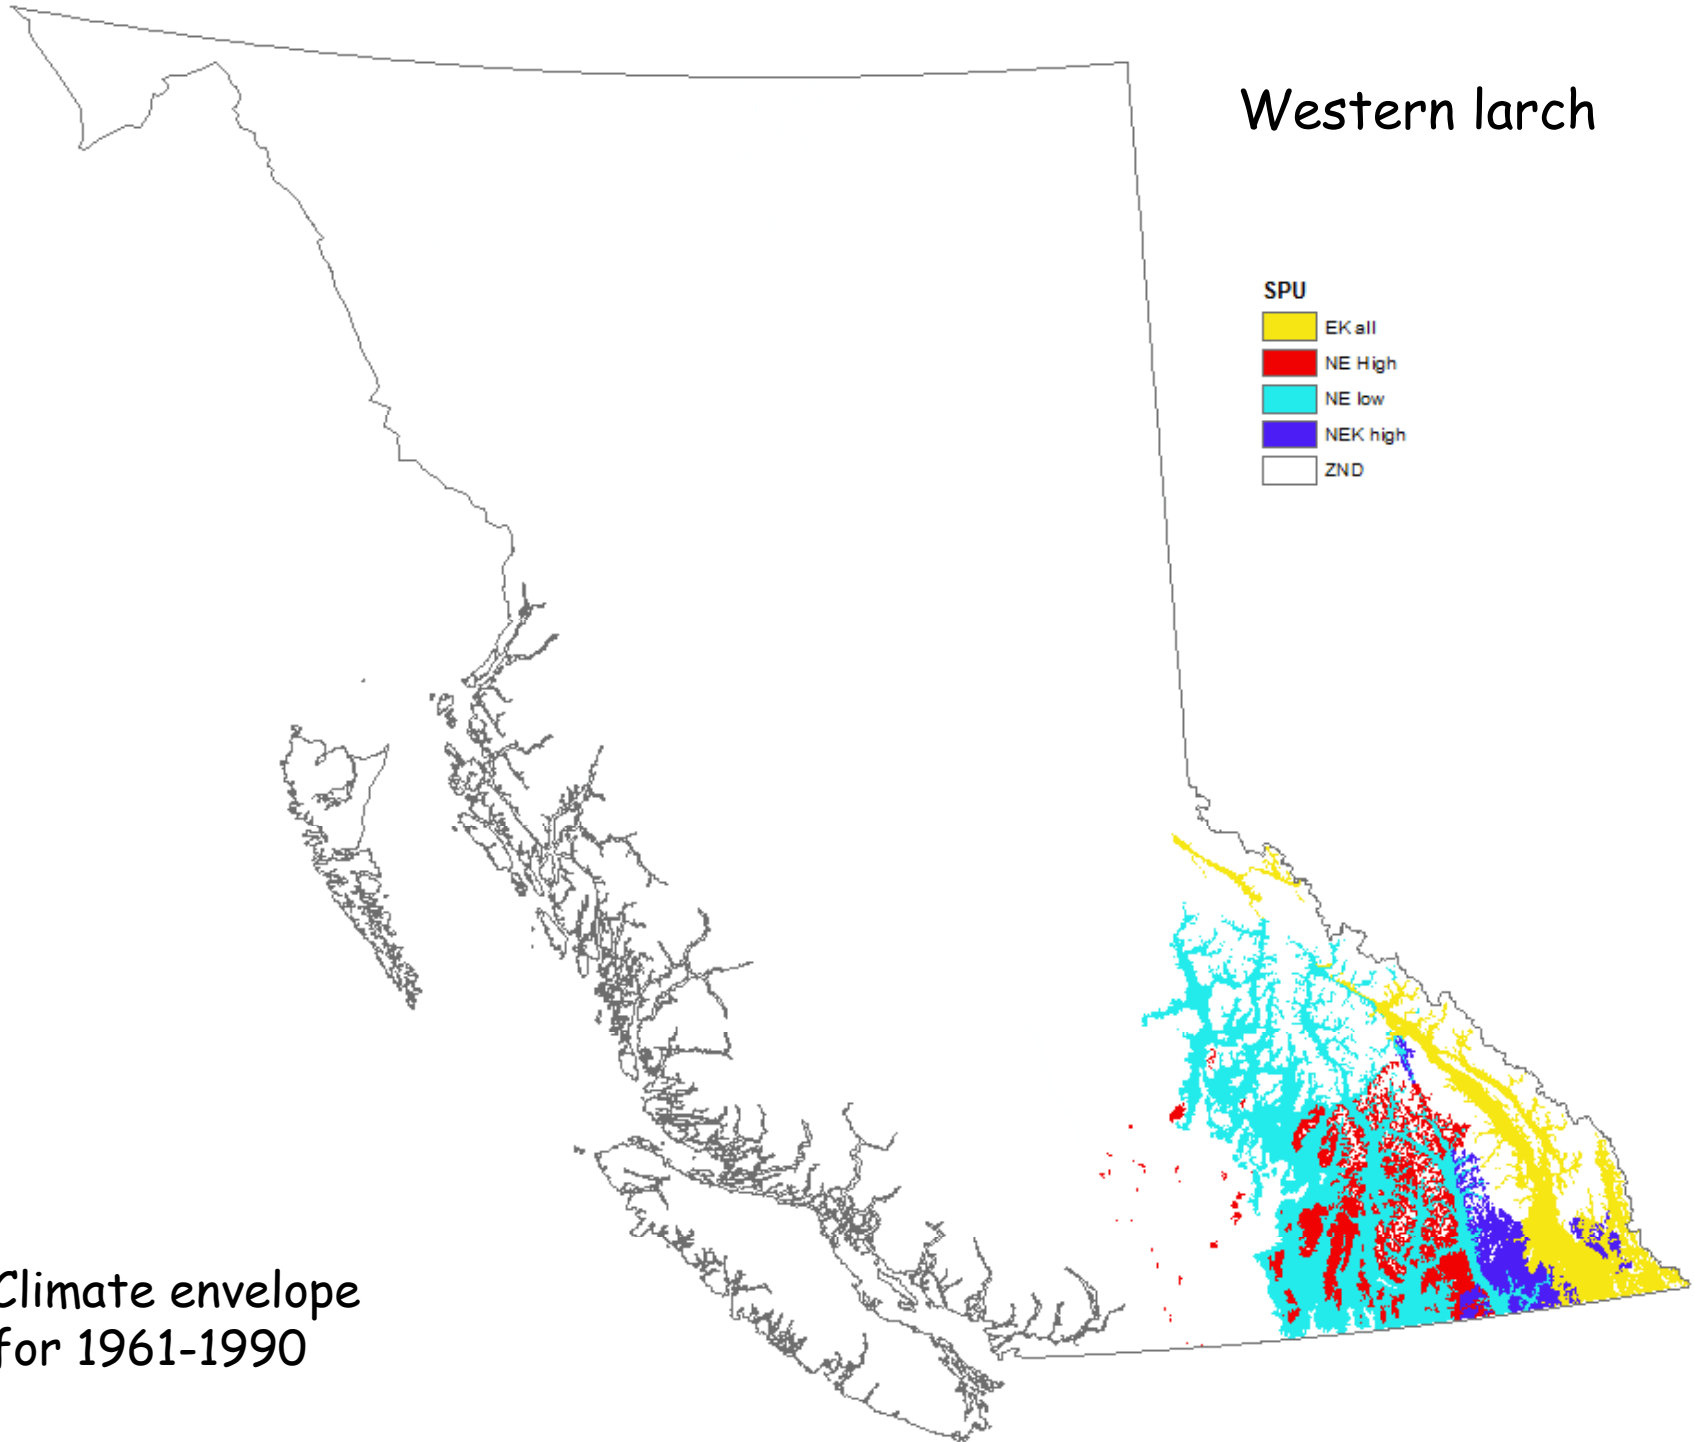 Western larch
SPU
EK all
NE High
NE low
NEK high
ZND
Climate envelope
for 1961-1990